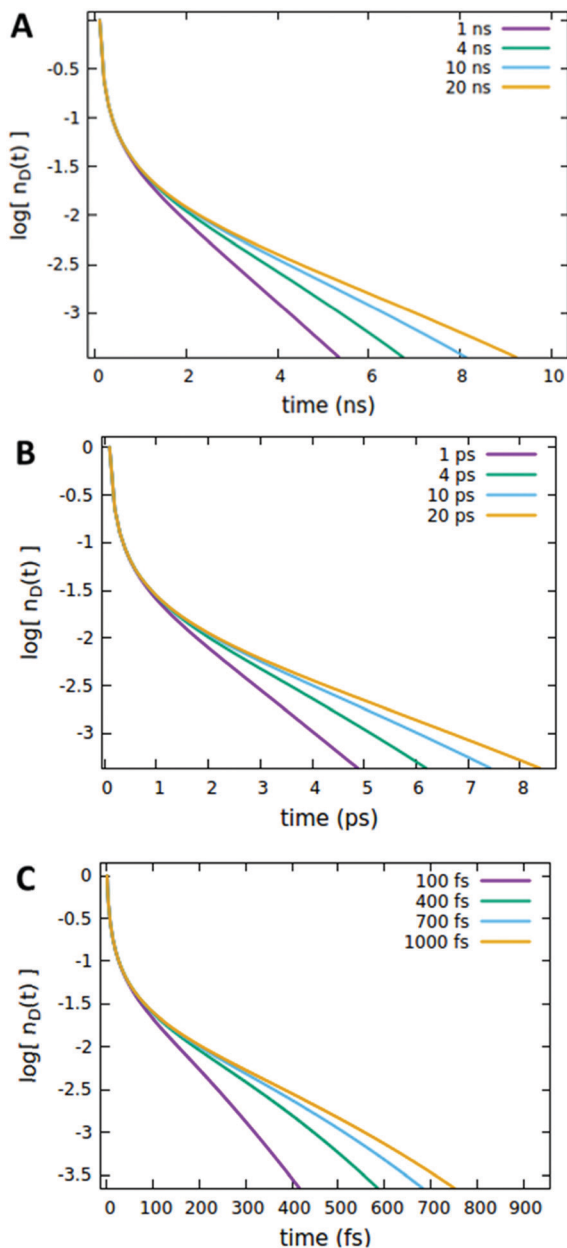 A
1 ns
4 ns
10 ns
20 ns
-0.5
-1
-1.5
-2
-2.5
-3
log[ n_D(t) ]
0 2 4 6 8 10
time (ns)
B
1 ps
4 ps
10 ps
20 ps
0
-0.5
-1
-1.5
-2
-2.5
-3
log[ n_D(t) ]
0 1 2 3 4 5 6 7 8
time (ps)
C
100 fs
400 fs
700 fs
1000 fs
0
-0.5
-1
-1.5
-2
-2.5
-3
-3.5
log[ n_D(t) ]
0 100 200 300 400 500 600 700 800 900
time (fs)